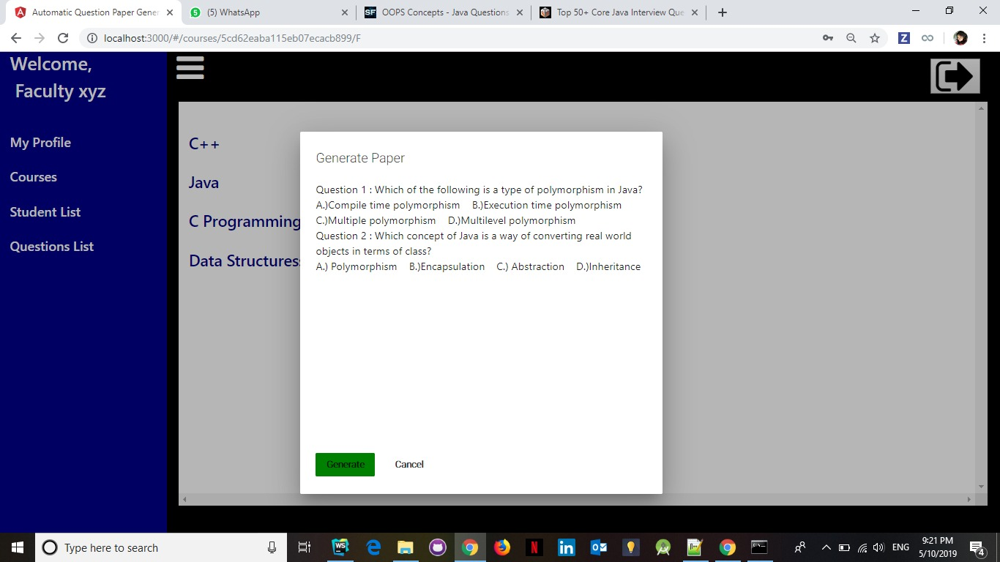 Automatic Question Paper Gener
(5) WhatsApp
OOPS Concepts - Java Questions
Top 50+ Core Java Interview Que
localhost:3000/#/courses/5cd62eaba115eb07ecacb899/F
Welcome,
Faculty xyz
My Profile
Courses
Student List
Questions List
C++
Java
C Programming
Data Structures
Generate Paper
Question 1 : Which of the following is a type of polymorphism in Java?
A.)Compile time polymorphism B.)Execution time polymorphism
C.)Multiple polymorphism D.)Multilevel polymorphism
Question 2 : Which concept of Java is a way of converting real world
objects in terms of class?
A.) Polymorphism B.)Encapsulation C.) Abstraction D.)Inheritance
Generate Cancel
Type here to search
ENG
9:21 PM
5/10/2019
4